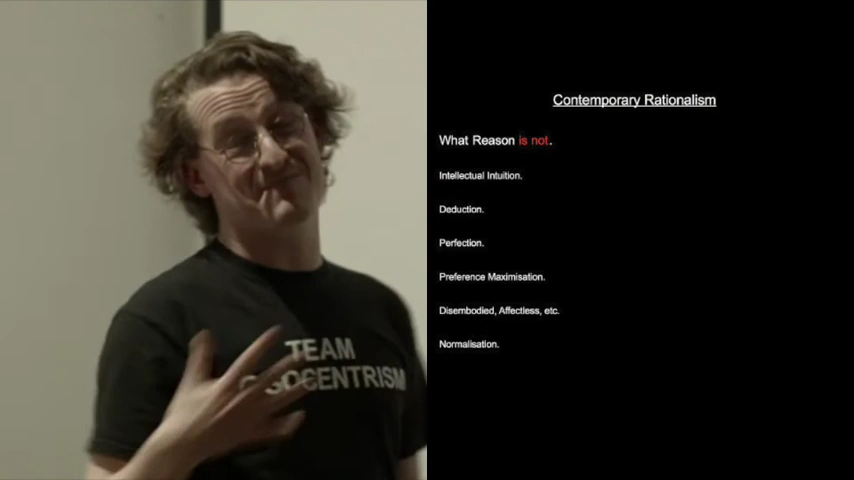 TEAM
Contemporary Rationalism
What Reason is not.
Intellectual Intuition.
Deduction.
Perfection.
Preference Maximisation.
Disembodied, Affectless, etc.
Normalisation.